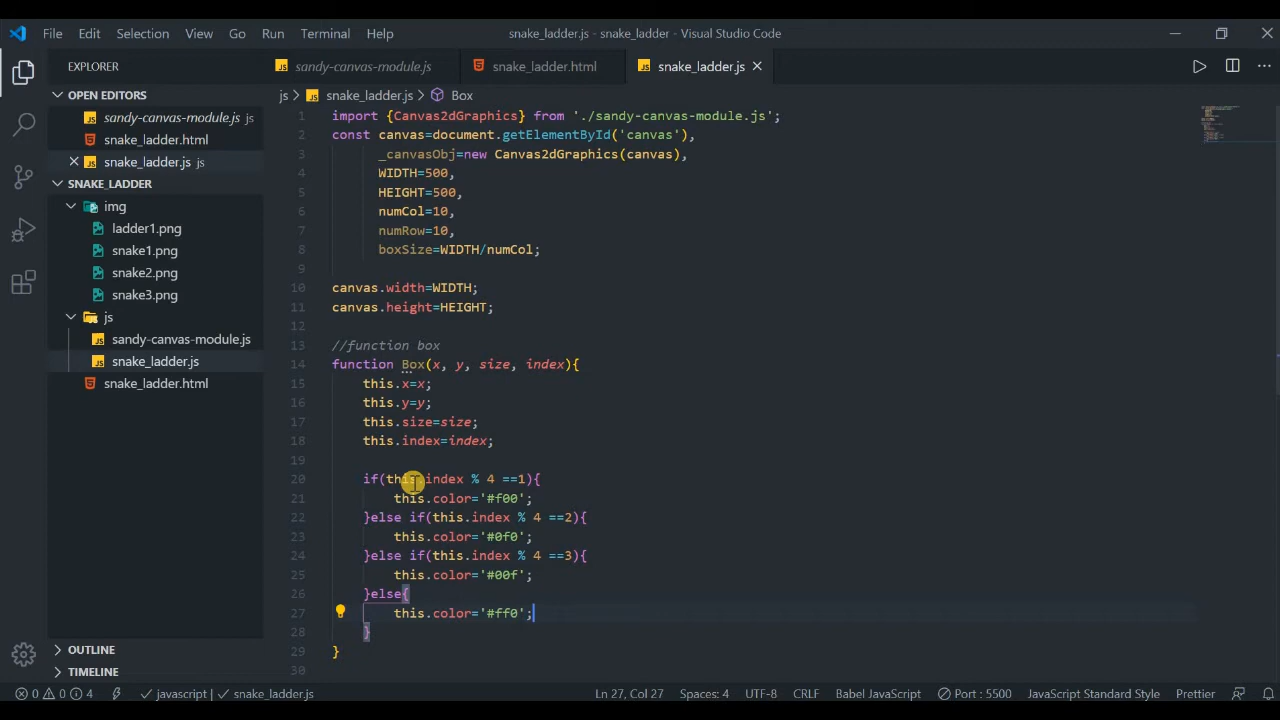 File Edit Selection View Go Run Terminal Help snake_ladder.js - snake_ladder - Visual Studio Code
EXPLORER
sandy-canvas-module.js snake_ladder.html snake_ladder.js
OPEN EDITORS
sandy-canvas-module.js js
snake_ladder.html
snake_ladder.js js
SNAKE_LADDER
img
ladder1.png
snake1.png
snake2.png
snake3.png
js
sandy-canvas-module.js
snake_ladder.js
snake_ladder.html
OUTLINE
TIMELINE
js > JS snake_ladder.js > Box
1 import {Canvas2dGraphics} from './sandy-canvas-module.js';
2 const canvas=document.getElementById('canvas'),
3 _canvasObj=new Canvas2dGraphics(canvas),
4 WIDTH=500,
5 HEIGHT=500,
6 numCol=10,
7 numRow=10,
8 boxSize=WIDTH/numCol;
9
10 canvas.width=WIDTH;
11 canvas.height=HEIGHT;
12
13 //function box
14 function Box(x, y, size, index){
15 this.x=x;
16 this.y=y;
17 this.size=size;
18 this.index=index;
19
20 if(this.index % 4 ==1){
21 this.color='#f00';
22 }else if(this.index % 4 ==2){
23 this.color='#0f0';
24 }else if(this.index % 4 ==3){
25 this.color='#00f';
26 }else{
27 this.color='#ff0';
28 }
29 }
30
0 0 4 javascript | snake_ladder.js Ln 27, Col 27 Spaces: 4 UTF-8 CRLF Babel JavaScript Port : 5500 JavaScript Standard Style Prettier